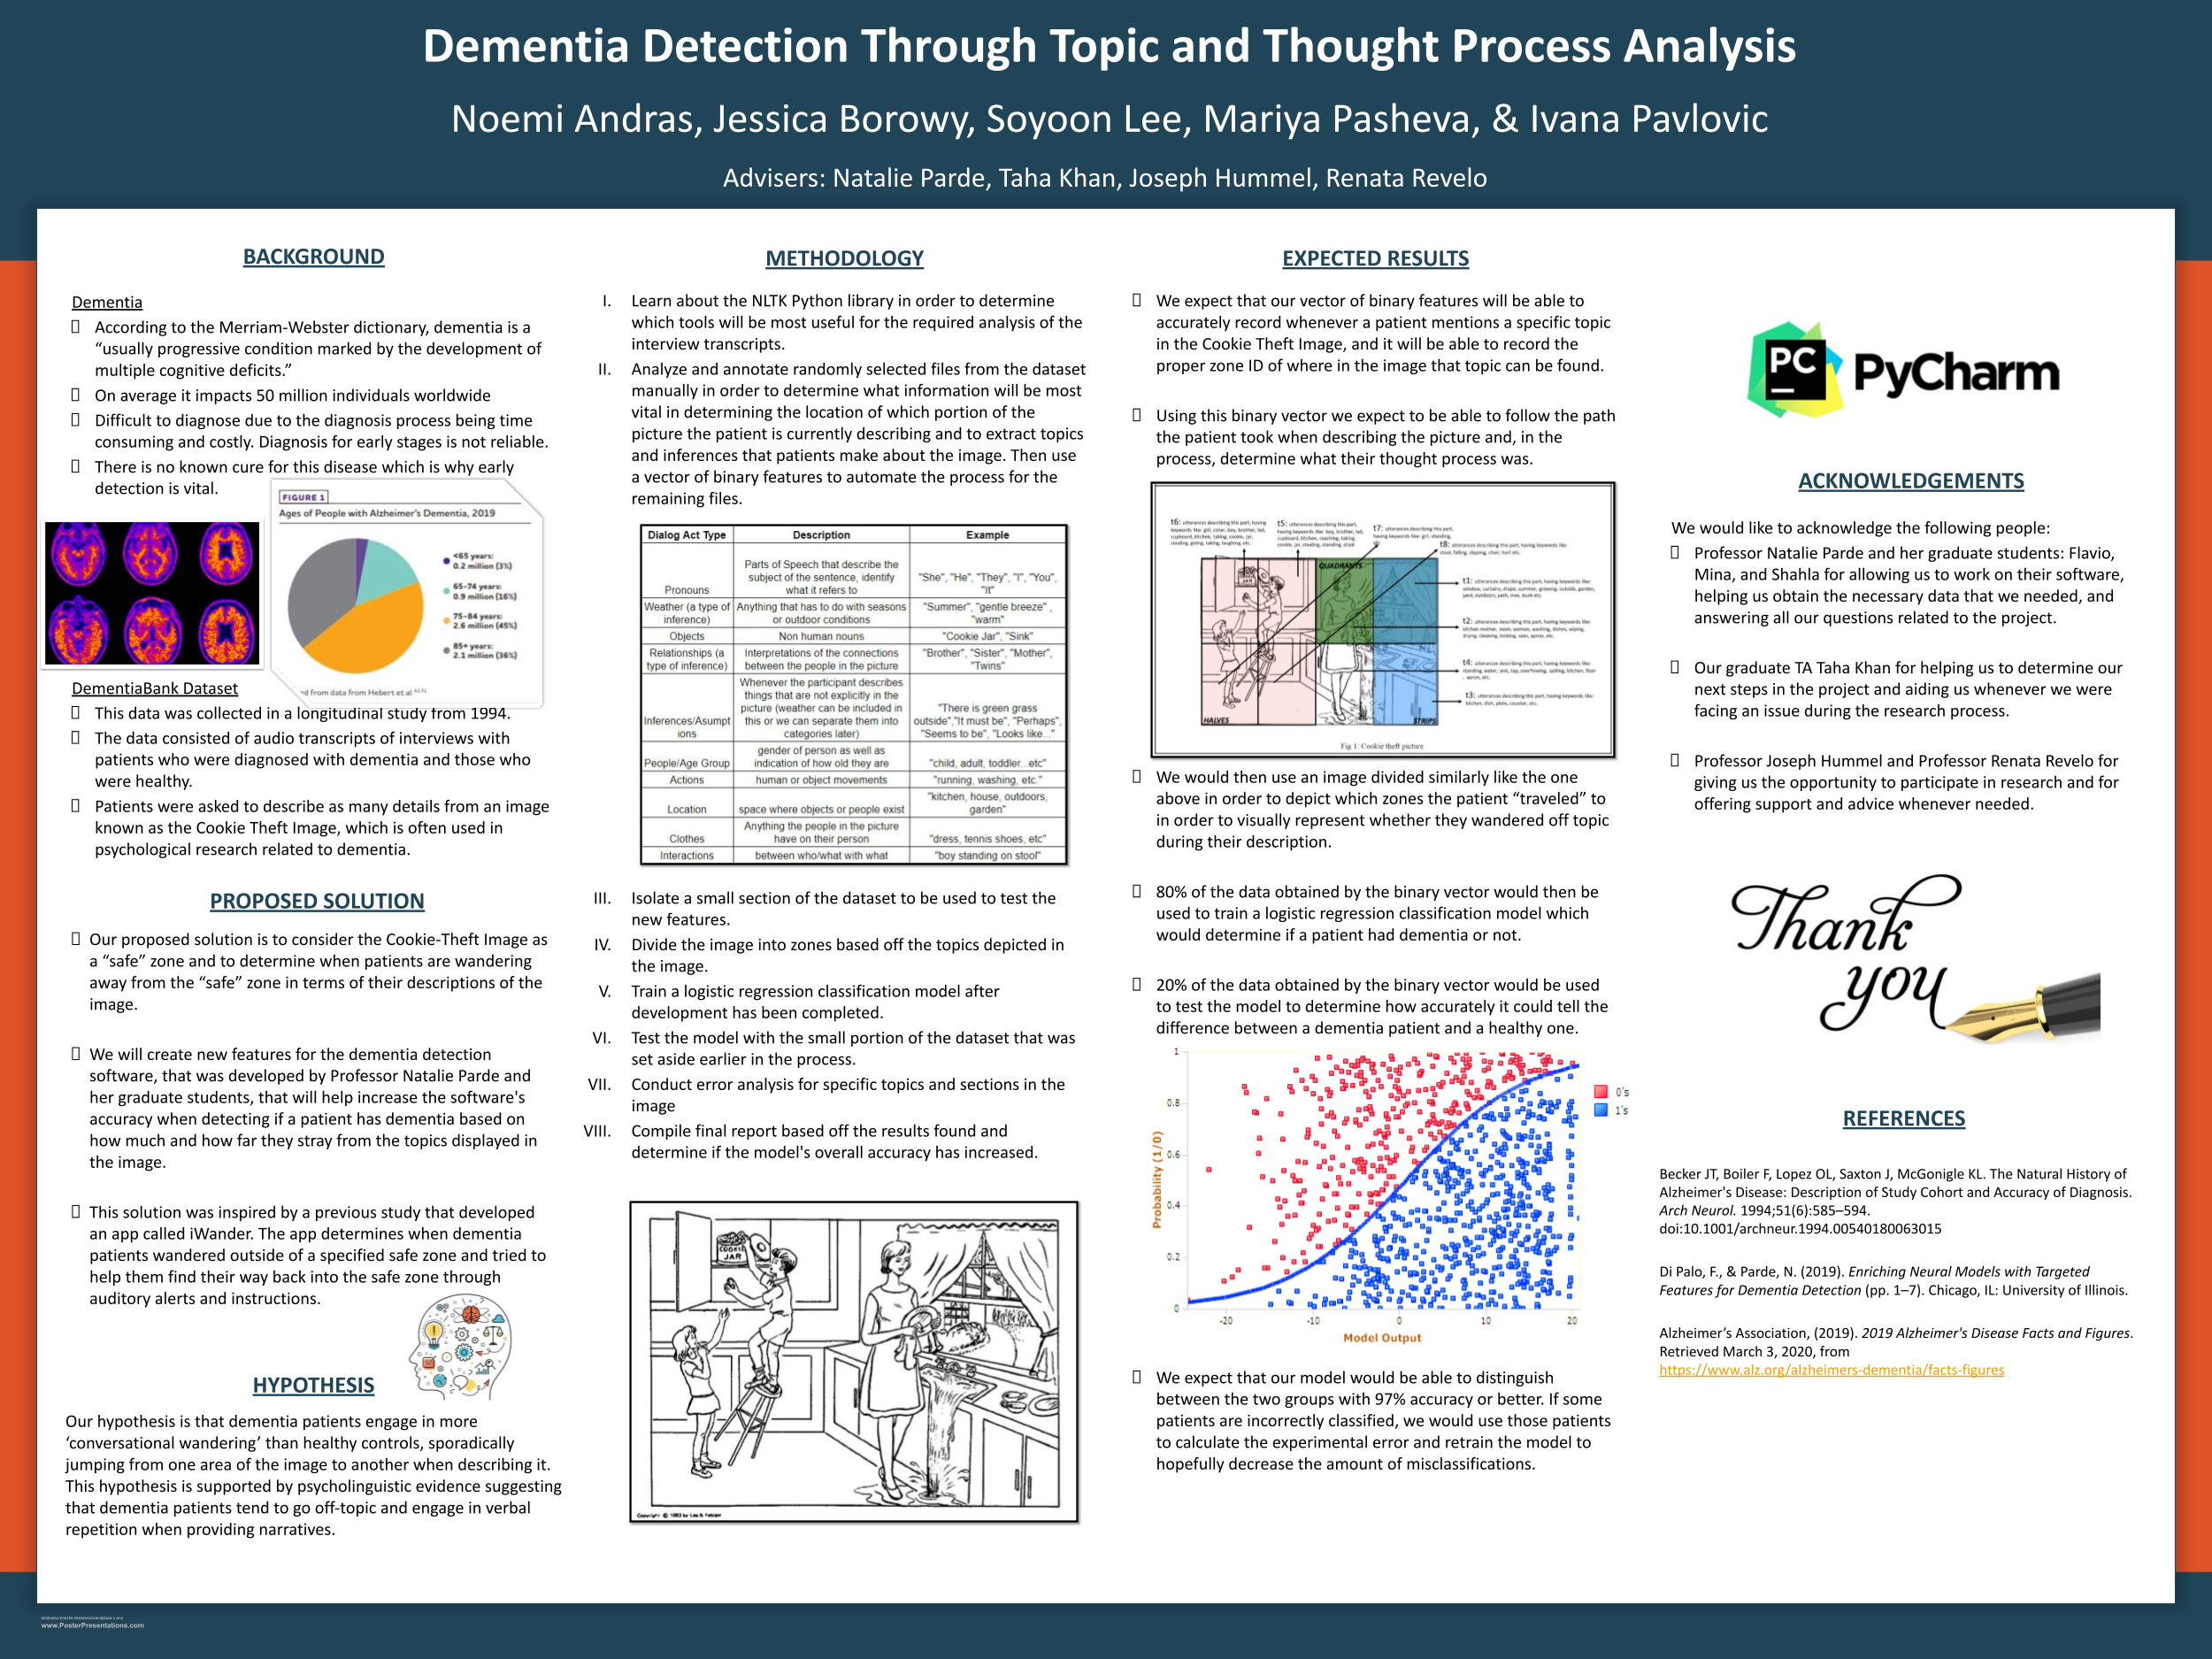 Dementia Detection Through Topic and Thought Process Analysis
Noemi Andras, Jessica Borowy, Soyoon Lee, Mariya Pasheva, & Ivana Pavlovic
Advisers: Natalie Parde, Taha Khan, Joseph Hummel, Renata Revelo
BACKGROUND
Dementia
According to the Merriam-Webster dictionary, dementia is a
“usually progressive condition marked by the development of
multiple cognitive deficits.”
On average it impacts 50 million individuals worldwide
Difficult to diagnose due to the diagnosis process being time
consuming and costly. Diagnosis for early stages is not reliable.
There is no known cure for this disease which is why early
detection is vital.
FIGURE 1
Ages of People with Alzheimer's Dementia, 2019
<65 years:
0.2 million (3%)
65-74 years:
0.9 million (16%)
75-84 years:
2.6 million (45%)
85+ years:
2.1 million (36%)
d from data from Hebert et al.
DementiaBank Dataset
This data was collected in a longitudinal study from 1994.
The data consisted of audio transcripts of interviews with
patients who were diagnosed with dementia and those who
were healthy.
Patients were asked to describe as many details from an image
known as the Cookie Theft Image, which is often used in
psychological research related to dementia.
PROPOSED SOLUTION
Our proposed solution is to consider the Cookie-Theft Image as
a “safe” zone and to determine when patients are wandering
away from the “safe” zone in terms of their descriptions of the
image.
We will create new features for the dementia detection
software, that was developed by Professor Natalie Parde and
her graduate students, that will help increase the software's
accuracy when detecting if a patient has dementia based on
how much and how far they stray from the topics displayed in
the image.
This solution was inspired by a previous study that developed
an app called iWander. The app determines when dementia
patients wandered outside of a specified safe zone and tried to
help them find their way back into the safe zone through
auditory alerts and instructions.
HYPOTHESIS
Our hypothesis is that dementia patients engage in more
‘conversational wandering’ than healthy controls, sporadically
jumping from one area of the image to another when describing it.
This hypothesis is supported by psycholinguistic evidence suggesting
that dementia patients tend to go off-topic and engage in verbal
repetition when providing narratives.
METHODOLOGY
I. Learn about the NLTK Python library in order to determine
which tools will be most useful for the required analysis of the
interview transcripts.
II. Analyze and annotate randomly selected files from the dataset
manually in order to determine what information will be most
vital in determining the location of which portion of the
picture the patient is currently describing and to extract topics
and inferences that patients make about the image. Then use
a vector of binary features to automate the process for the
remaining files.
Dialog Act Type Description Example
Pronouns Parts of Speech that describe the subject of the sentence, identify what it refers to "She", "He", "They", "I", "You", "It"
Weather (a type of inference) Anything that has to do with seasons or outdoor conditions "Summer", "gentle breeze" , "warm"
Objects Non human nouns "Cookie Jar", "Sink"
Relationships (a type of inference) Interpretations of the connections between the people in the picture "Brother", "Sister", "Mother", "Twins"
Inferences/Asumptions Whenever the participant describes things that are not explicitly in the picture (weather can be included in this or we can separate them into categories later) "There is green grass outside","It must be", "Perhaps", "Seems to be", "Looks like..."
People/Age Group gender of person as well as indication of how old they are "child, adult, toddler...etc"
Actions human or object movements "running, washing, etc."
Location space where objects or people exist "kitchen, house, outdoors, garden"
Clothes Anything the people in the picture have on their person "dress, tennis shoes, etc"
Interactions between who/what with what "boy standing on stool"
III. Isolate a small section of the dataset to be used to test the
new features.
IV. Divide the image into zones based off the topics depicted in
the image.
V. Train a logistic regression classification model after
development has been completed.
VI. Test the model with the small portion of the dataset that was
set aside earlier in the process.
VII. Conduct error analysis for specific topics and sections in the
image
VIII. Compile final report based off the results found and
determine if the model's overall accuracy has increased.
COOKIE
JAR
EXPECTED RESULTS
We expect that our vector of binary features will be able to
accurately record whenever a patient mentions a specific topic
in the Cookie Theft Image, and it will be able to record the
proper zone ID of where in the image that topic can be found.
Using this binary vector we expect to be able to follow the path
the patient took when describing the picture and, in the
process, determine what their thought process was.
t6:
t5:
t7:
t8:
QUADRANTS
t1:
t2:
t4:
t3:
HALVES
STRIPS
Fig 1: Cookie theft picture
We would then use an image divided similarly like the one
above in order to depict which zones the patient “traveled” to
in order to visually represent whether they wandered off topic
during their description.
80% of the data obtained by the binary vector would then be
used to train a logistic regression classification model which
would determine if a patient had dementia or not.
20% of the data obtained by the binary vector would be used
to test the model to determine how accurately it could tell the
difference between a dementia patient and a healthy one.
Probability (1/0)
1
0.8
0.6
0.4
0.2
0
-20 -10 0 10 20
Model Output
0's
1's
We expect that our model would be able to distinguish
between the two groups with 97% accuracy or better. If some
patients are incorrectly classified, we would use those patients
to calculate the experimental error and retrain the model to
hopefully decrease the amount of misclassifications.
PC
PyCharm
ACKNOWLEDGEMENTS
We would like to acknowledge the following people:
Professor Natalie Parde and her graduate students: Flavio,
Mina, and Shahla for allowing us to work on their software,
helping us obtain the necessary data that we needed, and
answering all our questions related to the project.
Our graduate TA Taha Khan for helping us to determine our
next steps in the project and aiding us whenever we were
facing an issue during the research process.
Professor Joseph Hummel and Professor Renata Revelo for
giving us the opportunity to participate in research and for
offering support and advice whenever needed.
Thank
you
REFERENCES
Becker JT, Boiler F, Lopez OL, Saxton J, McGonigle KL. The Natural History of
Alzheimer's Disease: Description of Study Cohort and Accuracy of Diagnosis.
Arch Neurol. 1994;51(6):585–594.
doi:10.1001/archneur.1994.00540180063015
Di Palo, F., & Parde, N. (2019). Enriching Neural Models with Targeted
Features for Dementia Detection (pp. 1–7). Chicago, IL: University of Illinois.
Alzheimer’s Association, (2019). 2019 Alzheimer's Disease Facts and Figures.
Retrieved March 3, 2020, from
https://www.alz.org/alzheimers-dementia/facts-figures
www.PosterPresentations.com